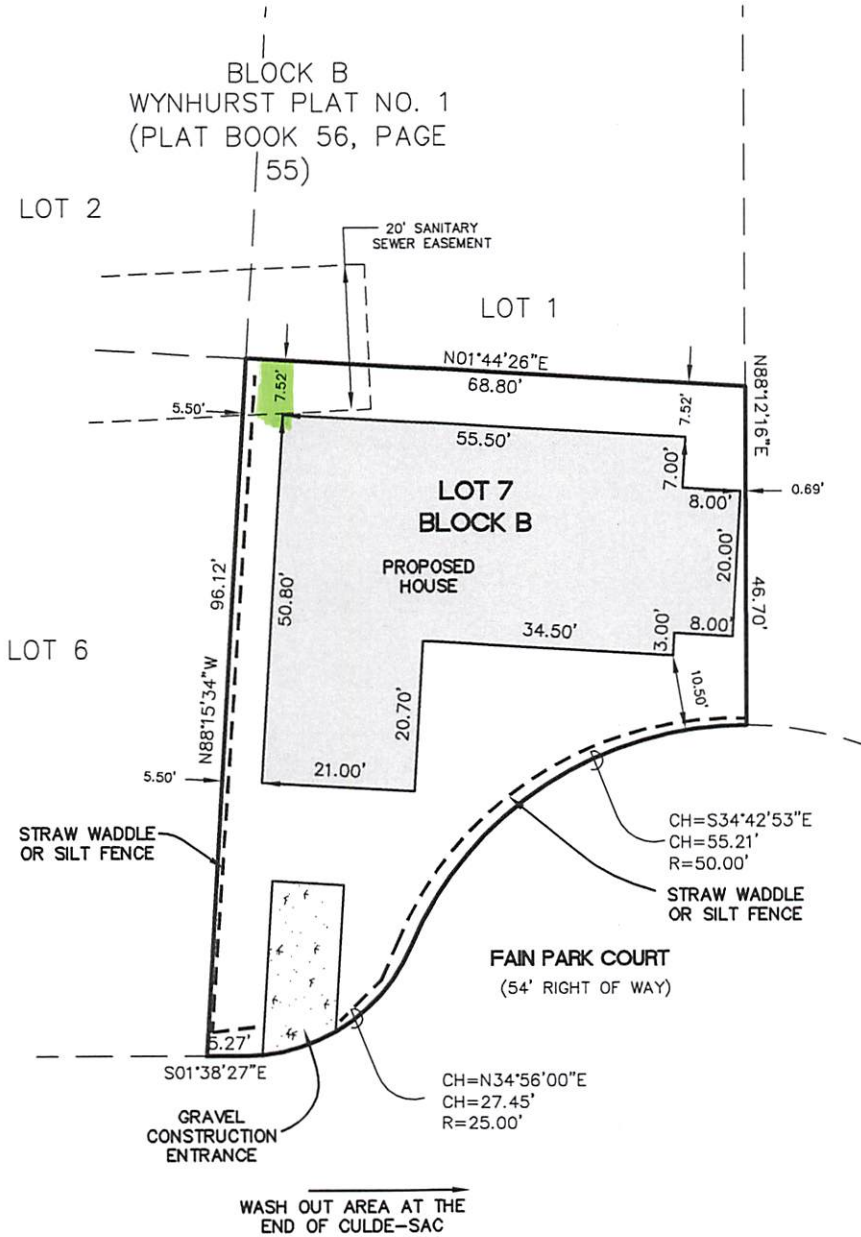 BLOCK B
WYNHURST PLAT NO. 1
(PLAT BOOK 56, PAGE
55)
LOT 2
20' SANITARY
SEWER EASEMENT
LOT 1
N01°44'26"E
68.80'
N88°12'16"E
7.52'
7.52'
5.50'
55.50'
7.00'
8.00'
0.69'
LOT 7
BLOCK B
PROPOSED
HOUSE
20.00'
46.70'
96.12'
50.80'
34.50'
3.00'
8.00'
LOT 6
N88°15'34"W
20.70'
10.50'
5.50'
21.00'
STRAW WADDLE
OR SILT FENCE
CH=S34°42'53"E
CH=55.21'
R=50.00'
STRAW WADDLE
OR SILT FENCE
FAIN PARK COURT
(54' RIGHT OF WAY)
5.27'
S01°38'27"E
CH=N34°56'00"E
CH=27.45'
R=25.00'
GRAVEL
CONSTRUCTION
ENTRANCE
WASH OUT AREA AT THE
END OF CULDE-SAC